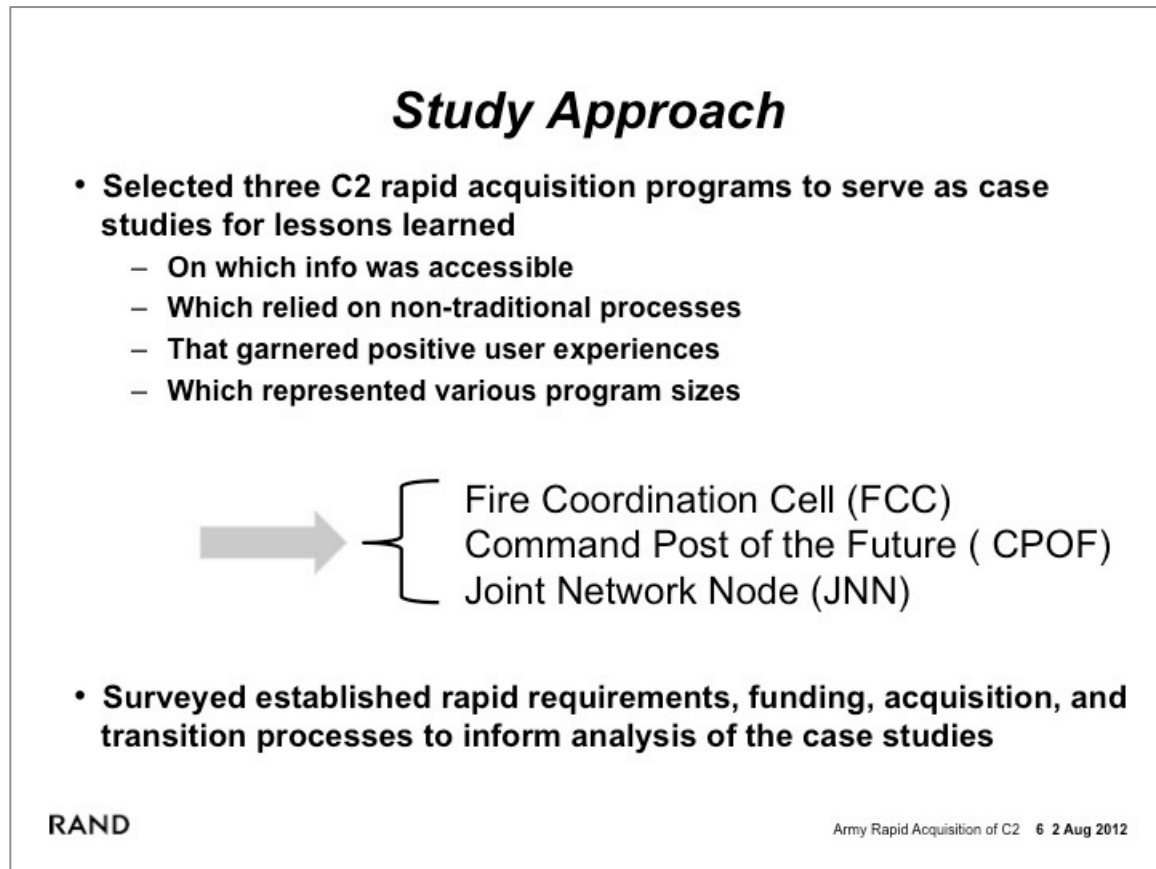 Study Approach
• Selected three C2 rapid acquisition programs to serve as case
studies for lessons learned
– On which info was accessible
– Which relied on non-traditional processes
– That garnered positive user experiences
– Which represented various program sizes
Fire Coordination Cell (FCC)
Command Post of the Future ( CPOF)
Joint Network Node (JNN)
• Surveyed established rapid requirements, funding, acquisition, and
transition processes to inform analysis of the case studies
RAND
Army Rapid Acquisition of C2 6 2 Aug 2012